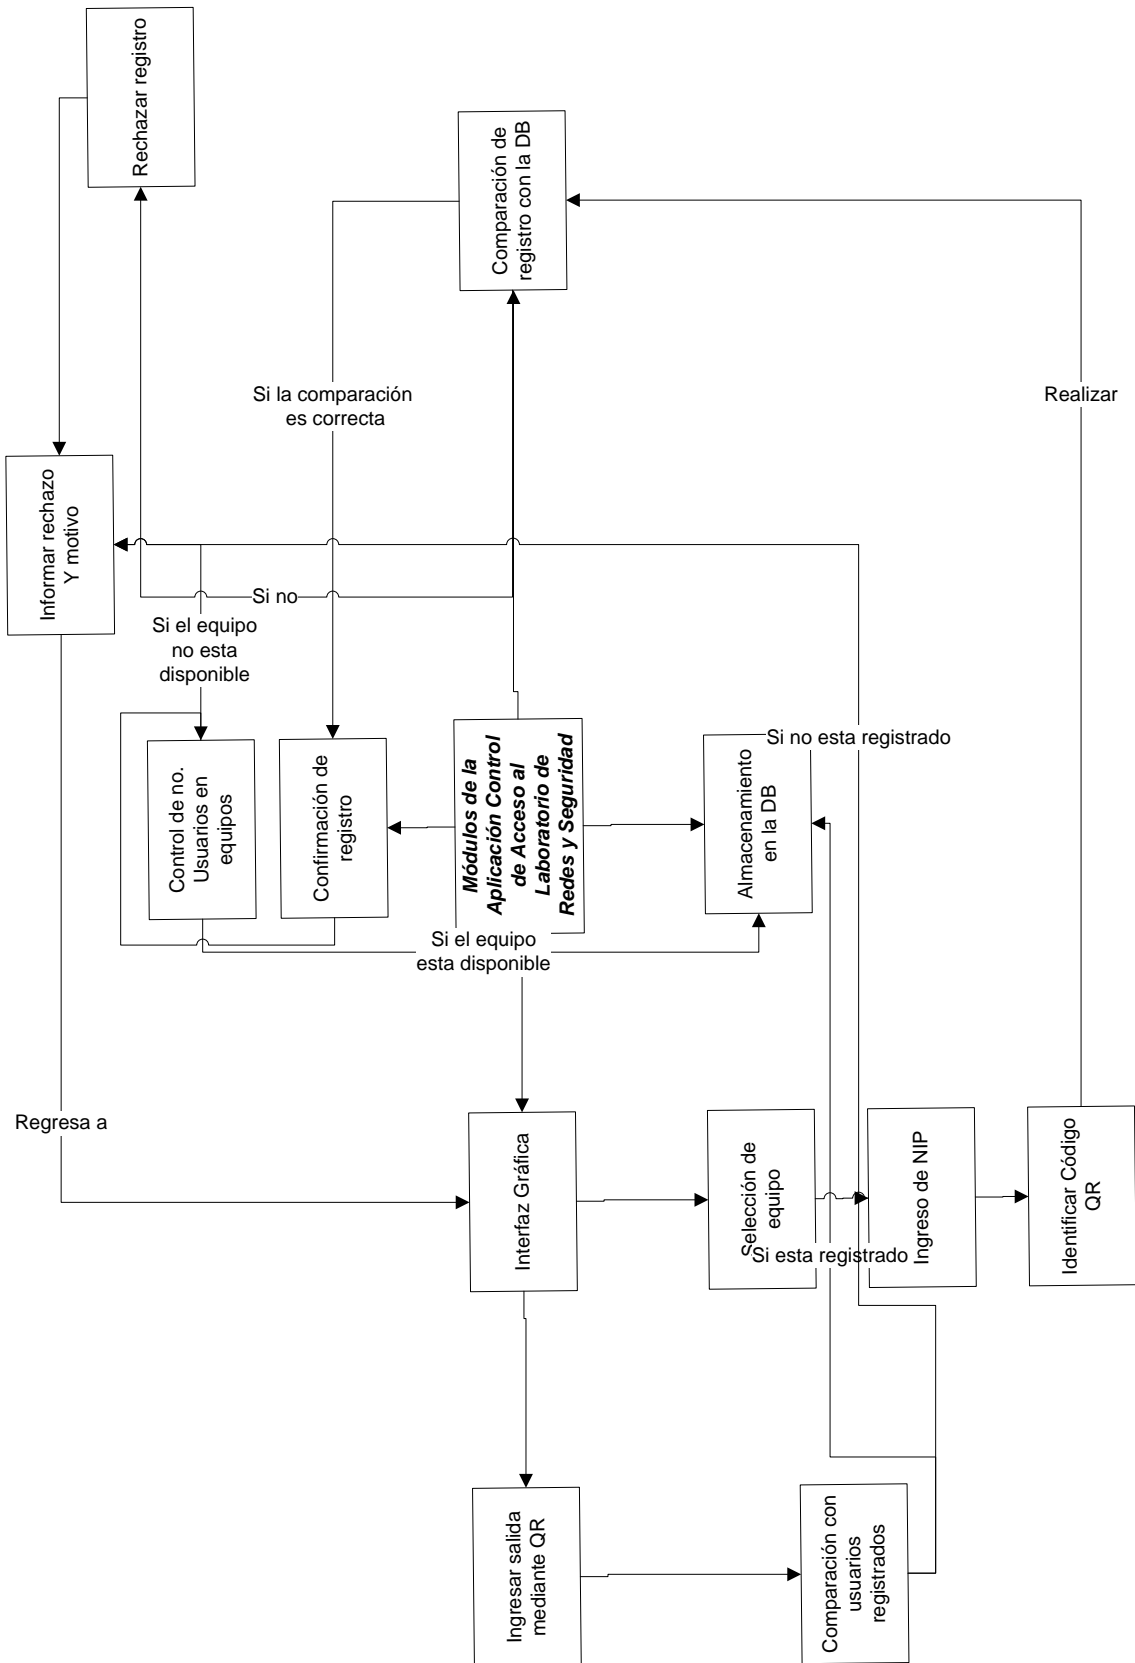 Rechazar registro
Comparación de
registro con la DB
Si la comparación
es correcta
Realizar
Informar rechazo
Y motivo
Si no
Si el equipo
no esta
disponible
Control de no.
Usuarios en
equipos
Confirmación de
registro
Módulos de la
Aplicación Control
de Acceso al
Laboratorio de
Redes y Seguridad
Si no esta registrado
Almacenamiento
en la DB
Si el equipo
esta disponible
Regresa a
Interfaz Gráfica
Selección de
equipo
Si esta registrado
Ingreso de NIP
Identificar Código
QR
Ingresar salida
mediante QR
Comparación con
usuarios
registrados